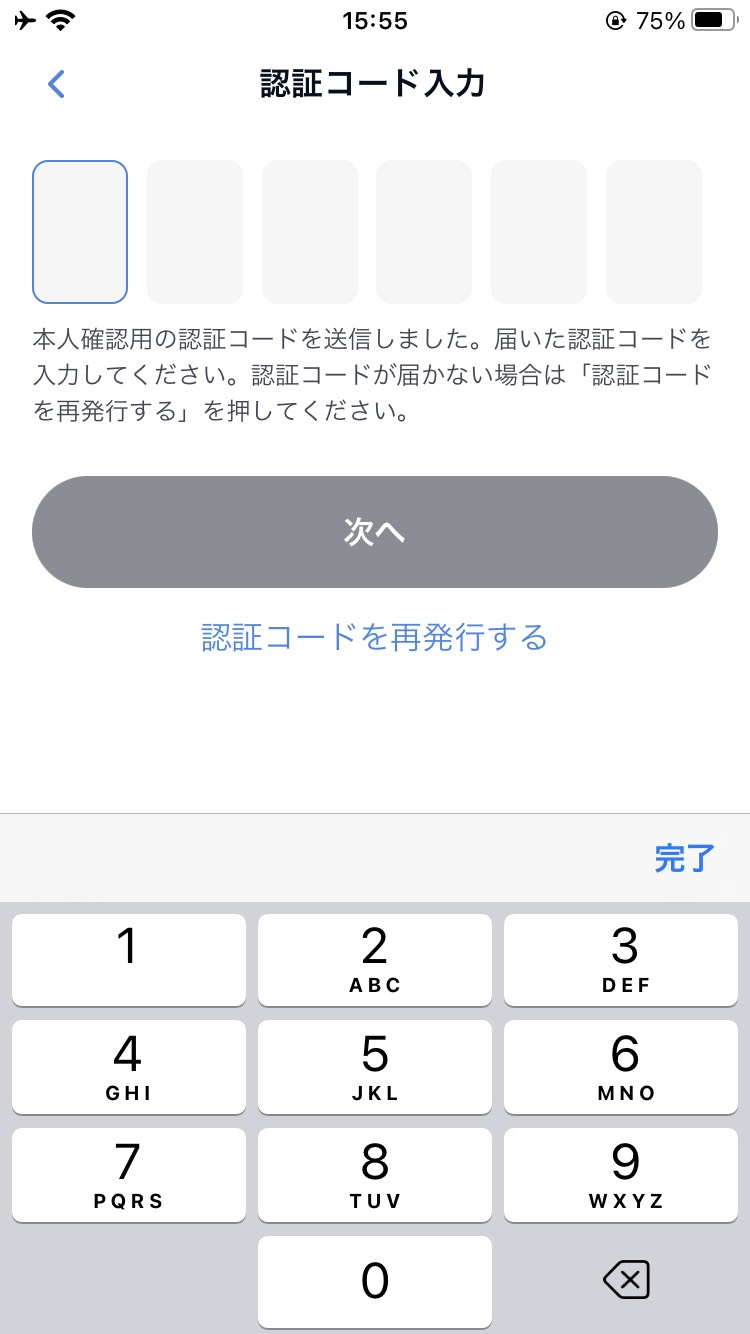 15:55
75%
認証コード入力
本人確認用の認証コードを送信しました。届いた認証コードを
入力してください。認証コードが届かない場合は「認証コード
を再発行する」を押してください。
次へ
認証コードを再発行する
完了
1
2
3
ABC
DEF
4
5
6
GHI
JKL
MNO
7
8
9
PQRS
TUV
WXYZ
0